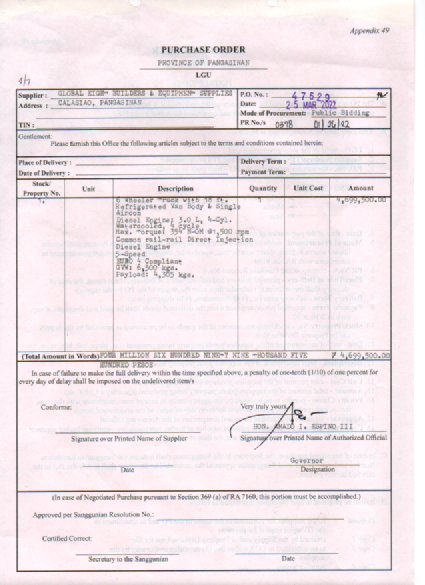 Appendix 49
PURCHASE ORDER
PROVINCE OF PANGASINAN
LGU
Supplier: GLOBAL HIGH- BUILDERS & EQUIPMEN- SUPPLIES
Address: CALASIAO, PANGASINAN
TIN:
P.O. No.: 47529
Date: 25 MAR 2022
Mode of Procurement: Public Bidding
PR No./s
Gentlemen:
Please furnish this Office the following articles subject to the terms and conditions contained herein:
Place of Delivery:
Date of Delivery:
Delivery Term:
Payment Term:
Stock/ Property No. Unit Description Quantity Unit Cost Amount
6 Wheeler Truck with ft. 4,699,500.00
Refrigerated Van Body & Single
Aircon
Diesel Engine: 3.0 L, 4-Cyl.
Watercooled, 4 cycle
Max. Torque: 354 N-OM @1,500 rpm
Common rail-rail Direct Injection
Diesel Engine
5-Speed
EURO 4 Compliant
GVW: 6,500 kgs.
Payload: 4,305 kgs.
(Total Amount in Words) FOUR MILLION SIX HUNDRED NINE-Y NINE -HOUSAND FIVE ₱ 4,699,500.00
HUNDRED PESOS
In case of failure to make the full delivery within the time specified above, a penalty of one-tenth (1/10) of one percent for
every day of delay shall be imposed on the undelivered item/s
Conforme:
Very truly yours,
HON. AMADO I. ESPINO III
Signature over Printed Name of Supplier
Signature over Printed Name of Authorized Official
Governor
Date
Designation
(In case of Negotiated Purchase pursuant to Section 369 (a) of RA 7160, this portion must be accomplished.)
Approved per Sanggunian Resolution No.:
Certified Correct:
Secretary to the Sanggunian
Date